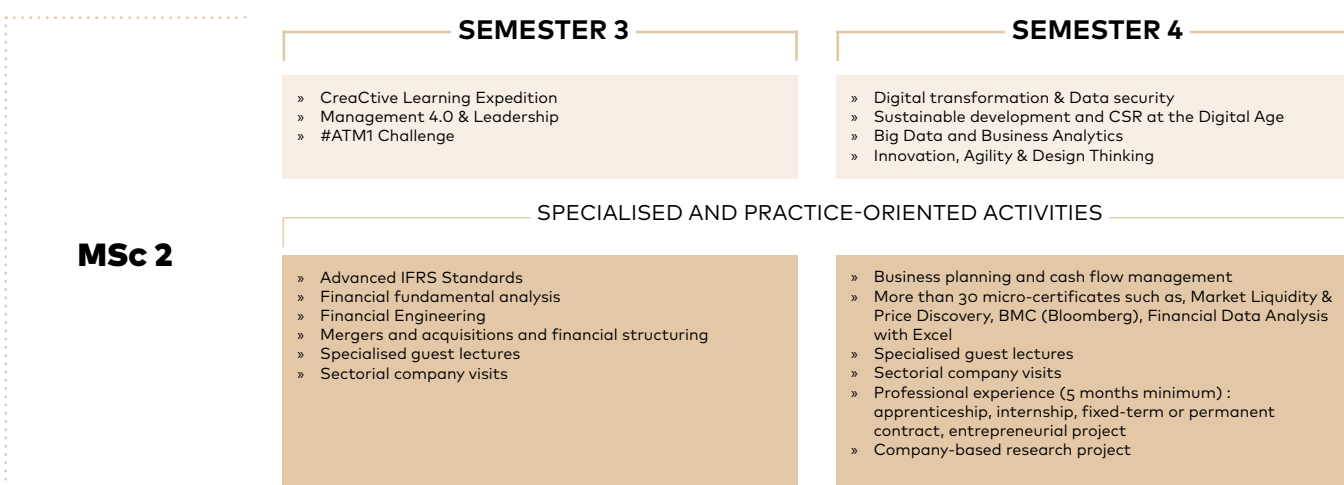 SEMESTER 3
» CreaCtive Learning Expedition
» Management 4.0 & Leadership
» #ATM1 Challenge
SEMESTER 4
» Digital transformation & Data security
» Sustainable development and CSR at the Digital Age
» Big Data and Business Analytics
» Innovation, Agility & Design Thinking
MSc 2
SPECIALISED AND PRACTICE-ORIENTED ACTIVITIES
» Advanced IFRS Standards
» Financial fundamental analysis
» Financial Engineering
» Mergers and acquisitions and financial structuring
» Specialised guest lectures
» Sectorial company visits
» Business planning and cash flow management
» More than 30 micro-certificates such as, Market Liquidity &
Price Discovery, BMC (Bloomberg), Financial Data Analysis
with Excel
» Specialised guest lectures
» Sectorial company visits
» Professional experience (5 months minimum) :
apprenticeship, internship, fixed-term or permanent
contract, entrepreneurial project
» Company-based research project